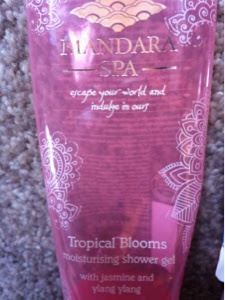 MANDARA
SPA
escape your world and
indulge in ours
Tropical Blooms
moisturising shower gel
with jasmine and
ylang ylang